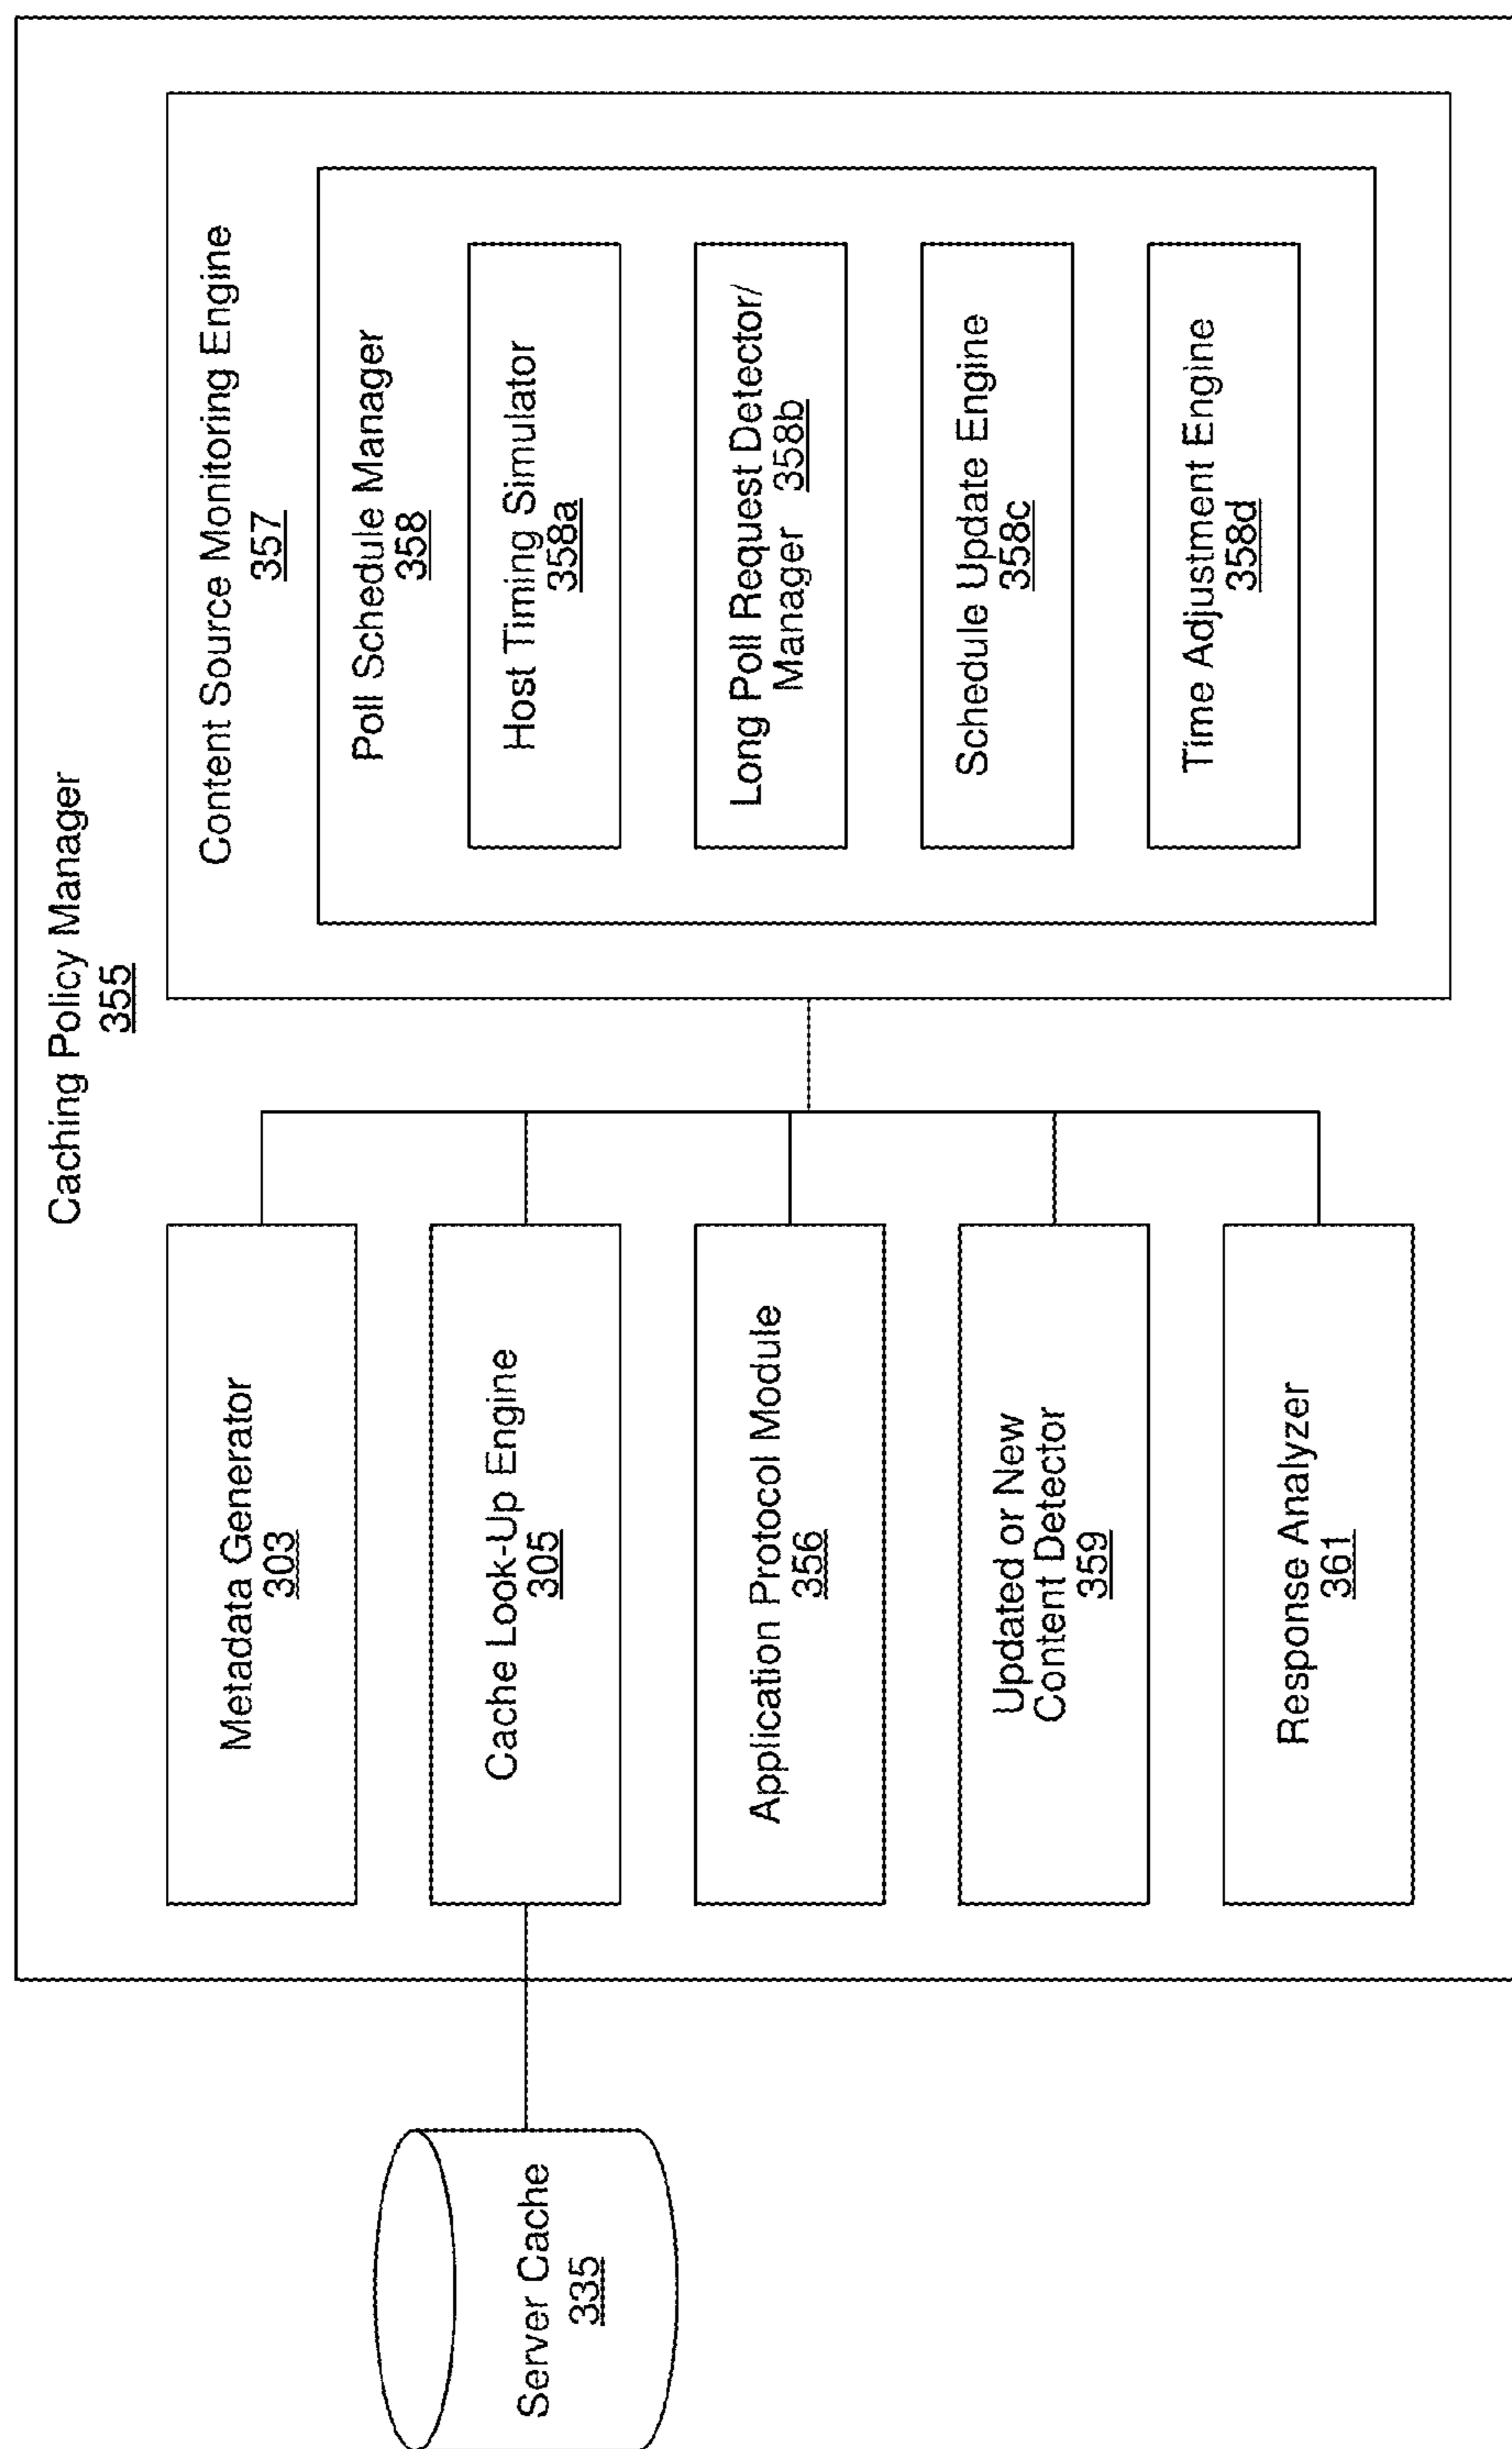 Caching Policy Manager
355
Server Cache
335
Metadata Generator
303
Cache Look-Up Engine
305
Application Protocol Module
356
Updated or New
Content Detector
359
Response Analyzer
361
Content Source Monitoring Engine
357
Poll Schedule Manager
358
Host Timing Simulator
358a
Long Poll Request Detector/
Manager 358b
Schedule Update Engine
358c
Time Adjustment Engine
358d